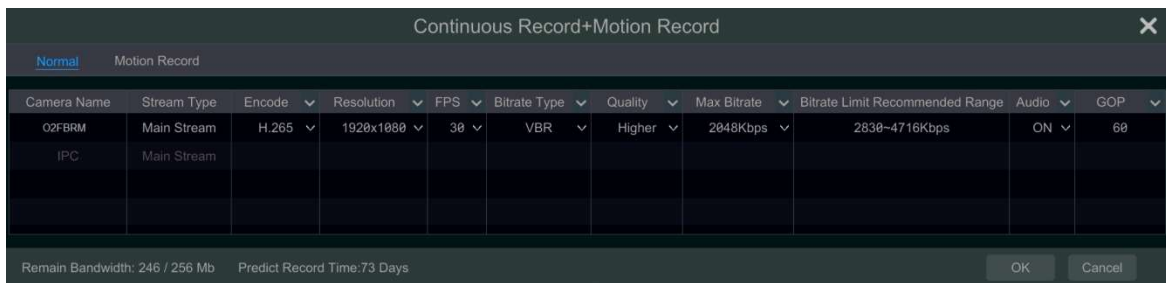 Continuous Record+Motion Record
Normal Motion Record
Camera Name Stream Type Encode Resolution FPS Bitrate Type Quality Max Bitrate Bitrate Limit Recommended Range Audio GOP
O2FBRM Main Stream H.265 1920x1080 30 VBR Higher 2048Kbps 2830~4716Kbps ON 60
IPC Main Stream
Remain Bandwidth: 246 / 256 Mb Predict Record Time:73 Days OK Cancel